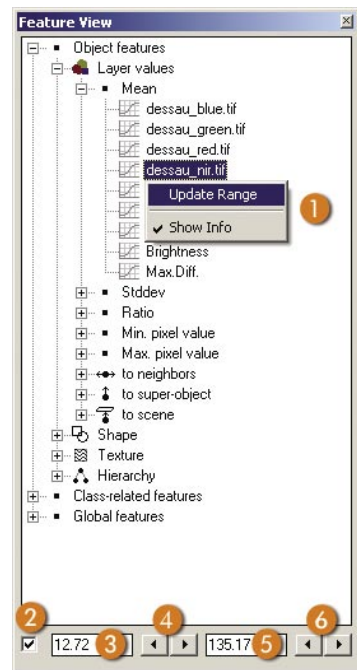 Feature View
Object features
Layer values
Mean
dessau_blue.tif
dessau_green.tif
dessau_red.tif
dessau_nir.tif
Update Range
1
Show Info
Brightness
Max.Diff.
Stddev
Ratio
Min. pixel value
Max. pixel value
to neighbors
to super-object
to scene
Shape
Texture
Hierarchy
Class-related features
Global features
2 4 6
12.72 3 135.17 5